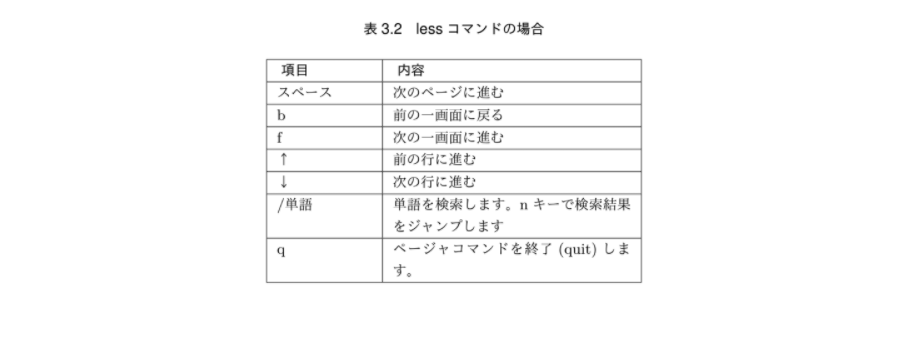 表 3.2　less コマンドの場合
項目 内容
スペース 次のページに進む
b 前の一画面に戻る
f 次の一画面に進む
↑ 前の行に進む
↓ 次の行に進む
/単語 単語を検索します。n キーで検索結果
をジャンプします
q ページャコマンドを終了 (quit) しま
す。